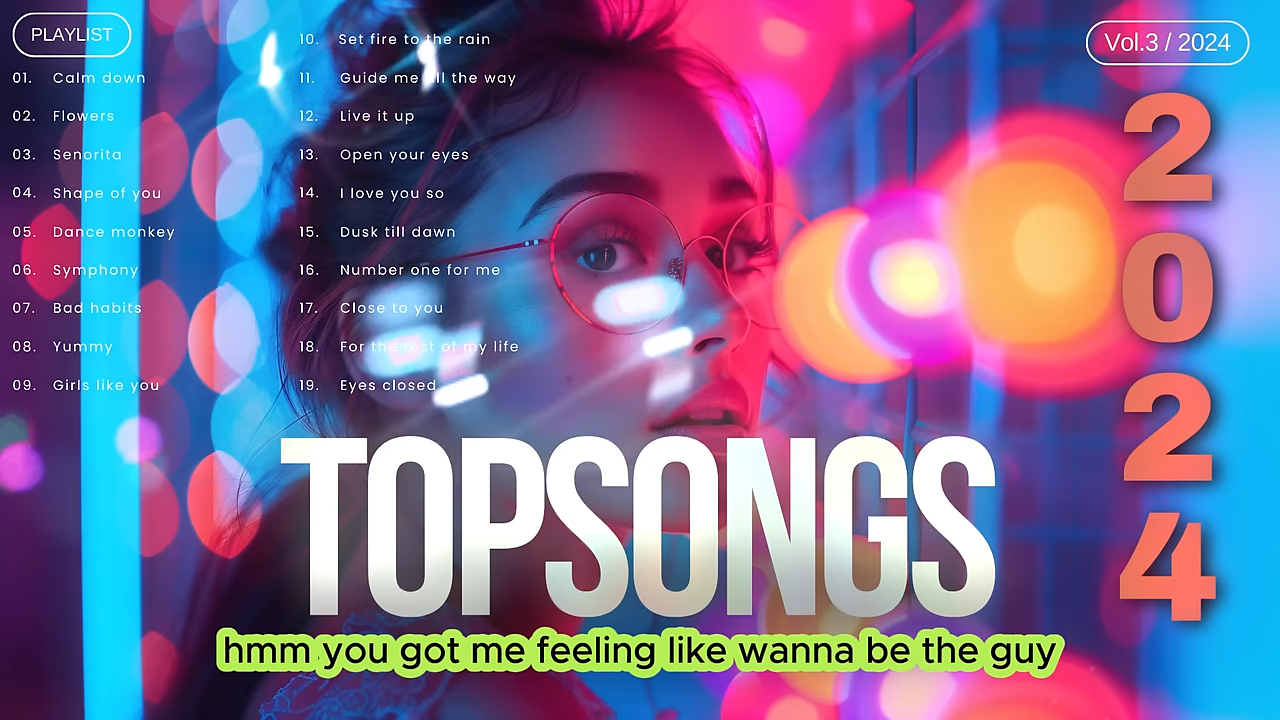 PLAYLIST
01. Calm down
02. Flowers
03. Senorita
04. Shape of you
05. Dance monkey
06. Symphony
07. Bad habits
08. Yummy
09. Girls like you
10. Set fire to the rain
11. Guide me all the way
12. Live it up
13. Open your eyes
14. I love you so
15. Dusk till dawn
16. Number one for me
17. Close to you
18. For the rest of my life
19. Eyes closed
Vol.3 / 2024
2024
TOPSONGS
hmm you got me feeling like wanna be the guy